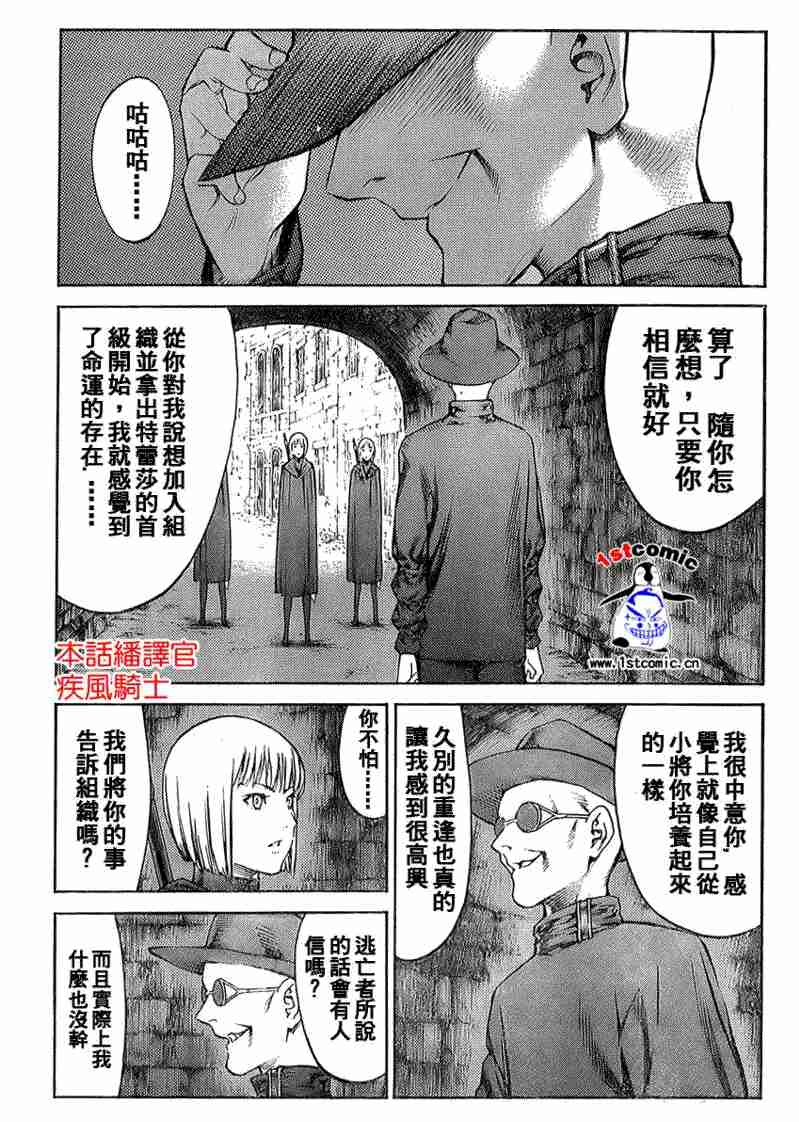 咕咕咕……
算了 隨你怎
麼想，只要你
相信就好
從你對我說想加入組
織並拿出特蕾莎的首
級開始，我就感覺到
了命運的存在……
1stcomic
www.1stcomic.cn
本話繙譯官
疾風騎士
我很中意你 感
覺上就像自己從
小將你培養起來
的一樣
久別的重逢也真的
讓我感到很高興
你不怕……
我們將你的事
告訴組織嗎？
逃亡者所說
的話會有人
信嗎？
而且實際上我
什麼也沒幹